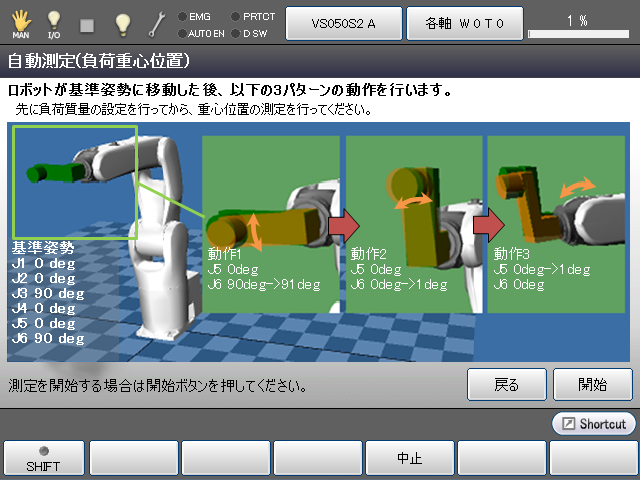 MAN
I/O
EMG
AUTO EN
PRTCT
D SW
VS050S2 A
各軸 W0T0
1 %
自動測定(負荷重心位置)
ロボットが基準姿勢に移動した後、以下の3パターンの動作を行います。
先に負荷質量の設定を行ってから、重心位置の測定を行ってください。
基準姿勢
J1 0 deg
J2 0 deg
J3 90 deg
J4 0 deg
J5 0 deg
J6 90 deg
動作1
J5 0deg
J6 90deg->91deg
動作2
J5 0deg
J6 0deg->1deg
動作3
J5 0deg->1deg
J6 0deg
測定を開始する場合は開始ボタンを押してください。
戻る
開始
Shortcut
SHIFT
中止